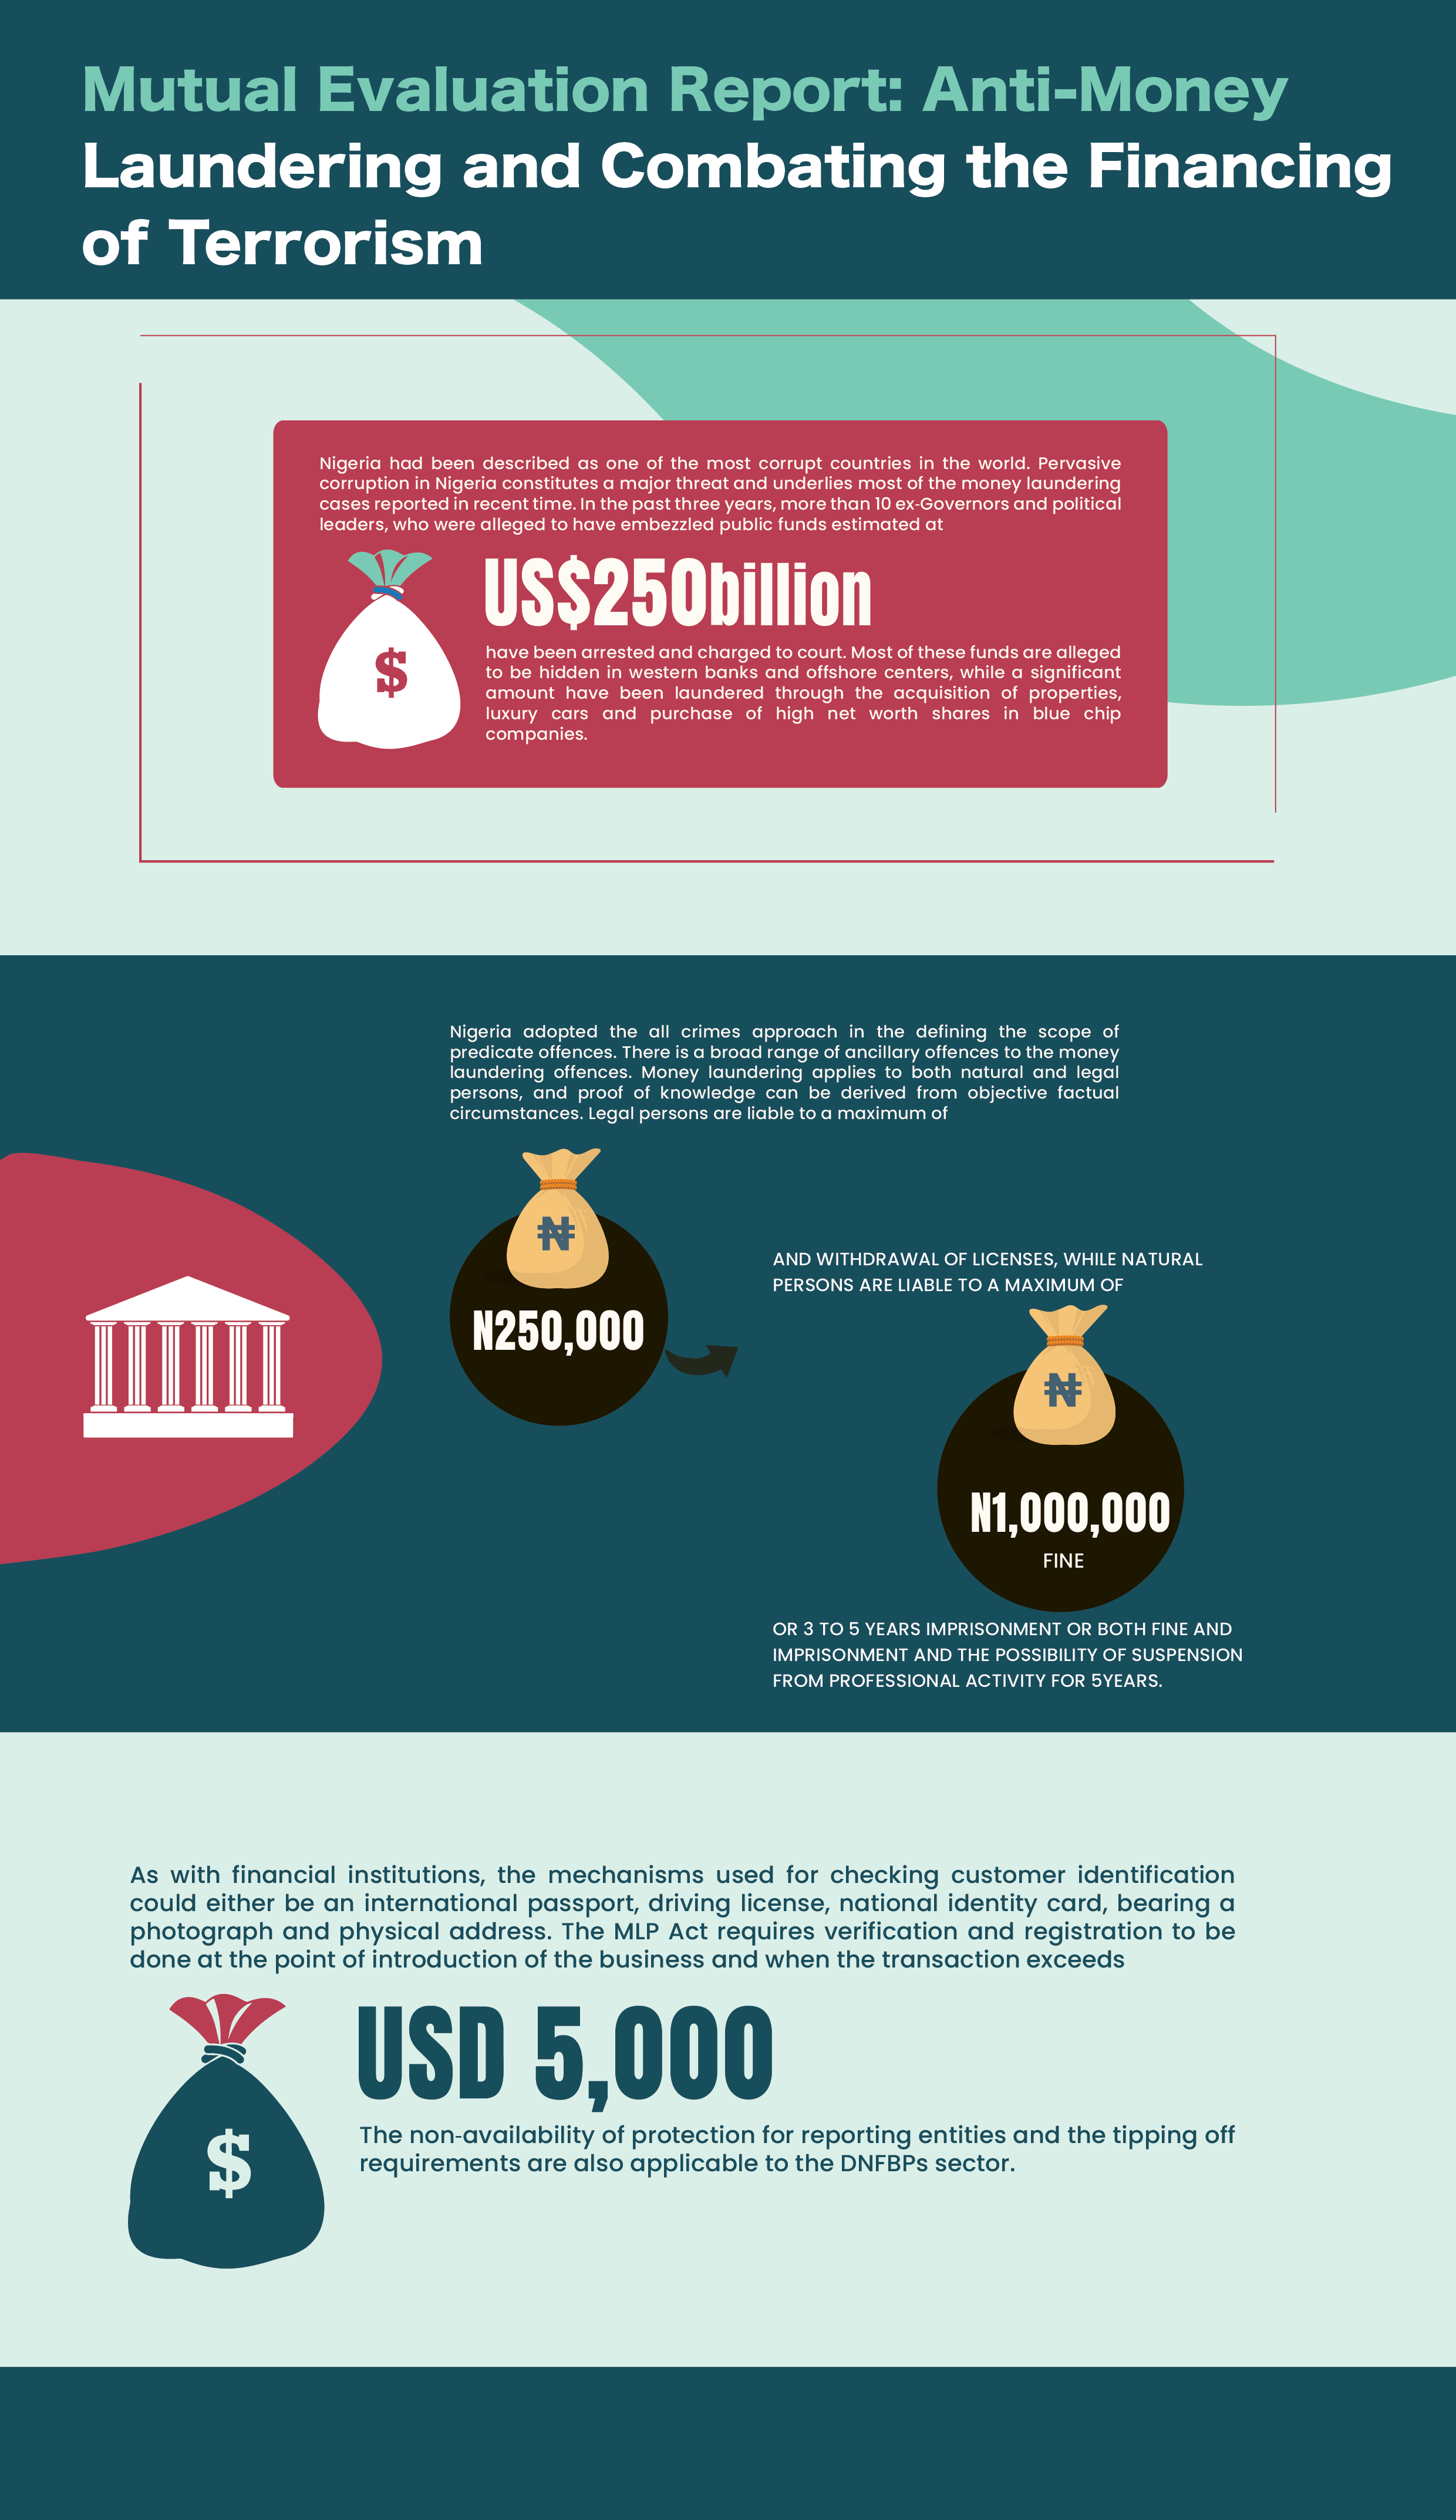 Mutual Evaluation Report: Anti-Money
Laundering and Combating the Financing
of Terrorism
Nigeria had been described as one of the most corrupt countries in the world. Pervasive
corruption in Nigeria constitutes a major threat and underlies most of the money laundering
cases reported in recent time. In the past three years, more than 10 ex-Governors and political
leaders, who were alleged to have embezzled public funds estimated at
$
US$250billion
have been arrested and charged to court. Most of these funds are alleged
to be hidden in western banks and offshore centers, while a significant
amount have been laundered through the acquisition of properties,
luxury cars and purchase of high net worth shares in blue chip
companies.
Nigeria adopted the all crimes approach in the defining the scope of
predicate offences. There is a broad range of ancillary offences to the money
laundering offences. Money laundering applies to both natural and legal
persons, and proof of knowledge can be derived from objective factual
circumstances. Legal persons are liable to a maximum of
₦
N250,000
AND WITHDRAWAL OF LICENSES, WHILE NATURAL
PERSONS ARE LIABLE TO A MAXIMUM OF
₦
N1,000,000
FINE
OR 3 TO 5 YEARS IMPRISONMENT OR BOTH FINE AND
IMPRISONMENT AND THE POSSIBILITY OF SUSPENSION
FROM PROFESSIONAL ACTIVITY FOR 5YEARS.
As with financial institutions, the mechanisms used for checking customer identification
could either be an international passport, driving license, national identity card, bearing a
photograph and physical address. The MLP Act requires verification and registration to be
done at the point of introduction of the business and when the transaction exceeds
$
USD 5,000
The non-availability of protection for reporting entities and the tipping off
requirements are also applicable to the DNFBPs sector.